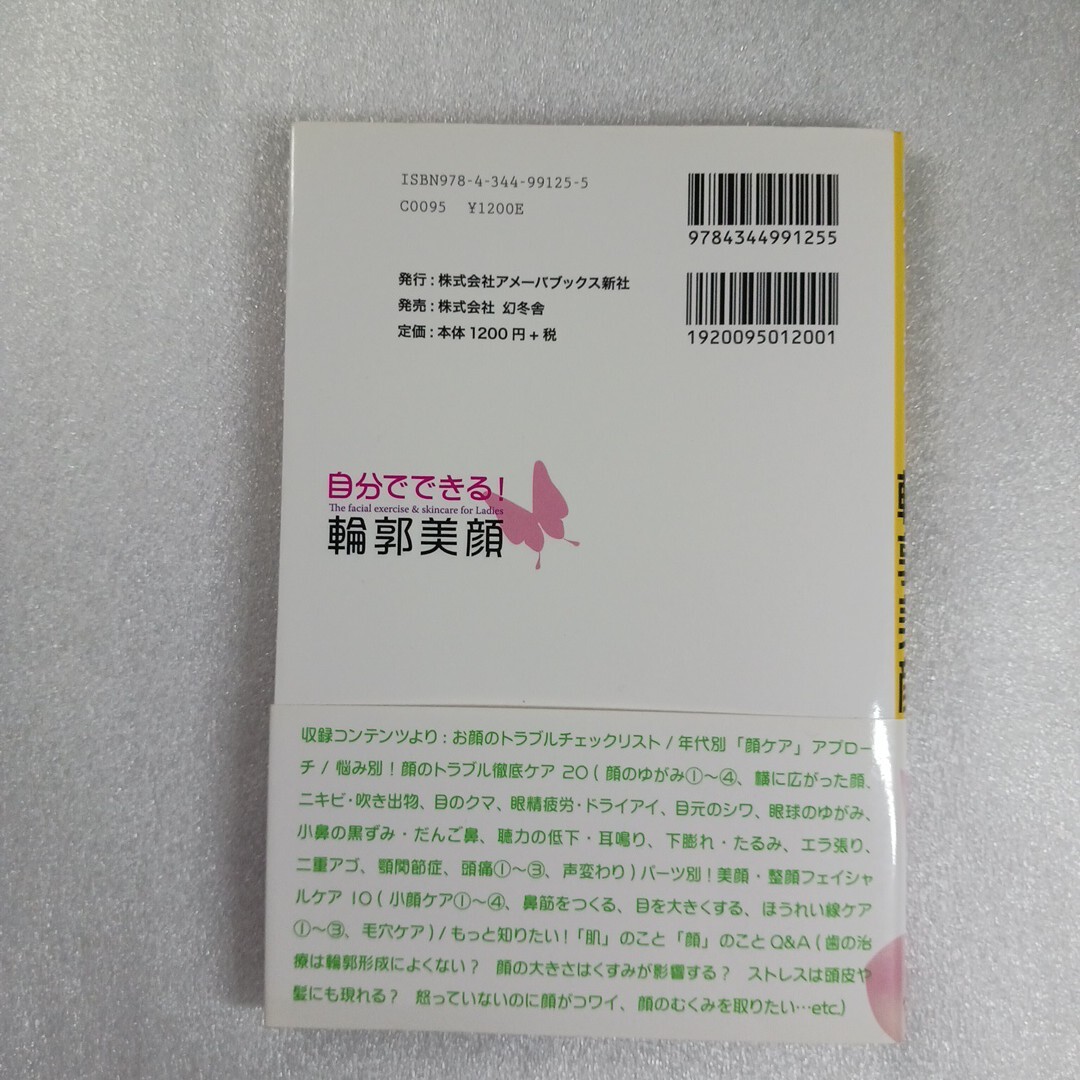 ISBN978-4-344-99125-5
C0095 ¥1200E
9784344991255
発行：株式会社アメーバブックス新社
発売：株式会社 幻冬舎
定価：本体1200円+税
1920095012001
自分でできる！
The facial exercise & skincare for Ladies
輪郭美顔
収録コンテンツより：お顔のトラブルチェックリスト/年代別「顔ケア」アプロー
チ/悩み別！顔のトラブル徹底ケア20（顔のゆがみ①〜④、横に広がった顔、
ニキビ・吹き出物、目のクマ、眼精疲労・ドライアイ、目元のシワ、眼球のゆがみ、
小鼻の黒ずみ・だんご鼻、聴力の低下・耳鳴り、下膨れ・たるみ、エラ張り、
二重アゴ、顎関節症、頭痛①〜③、声変わり）パーツ別！美顔・整顔フェイシャ
ルケア10（小顔ケア①〜④、鼻筋をつくる、目を大きくする、ほうれい線ケア
①〜③、毛穴ケア）/もっと知りたい！「肌」のこと「顔」のことQ&A（歯の治
療は輪郭形成によくない？ 顔の大きさはくすみが影響する？ ストレスは頭皮や
髪にも現れる？ 怒っていないのに顔がコワイ、顔のむくみを取りたい…etc.）